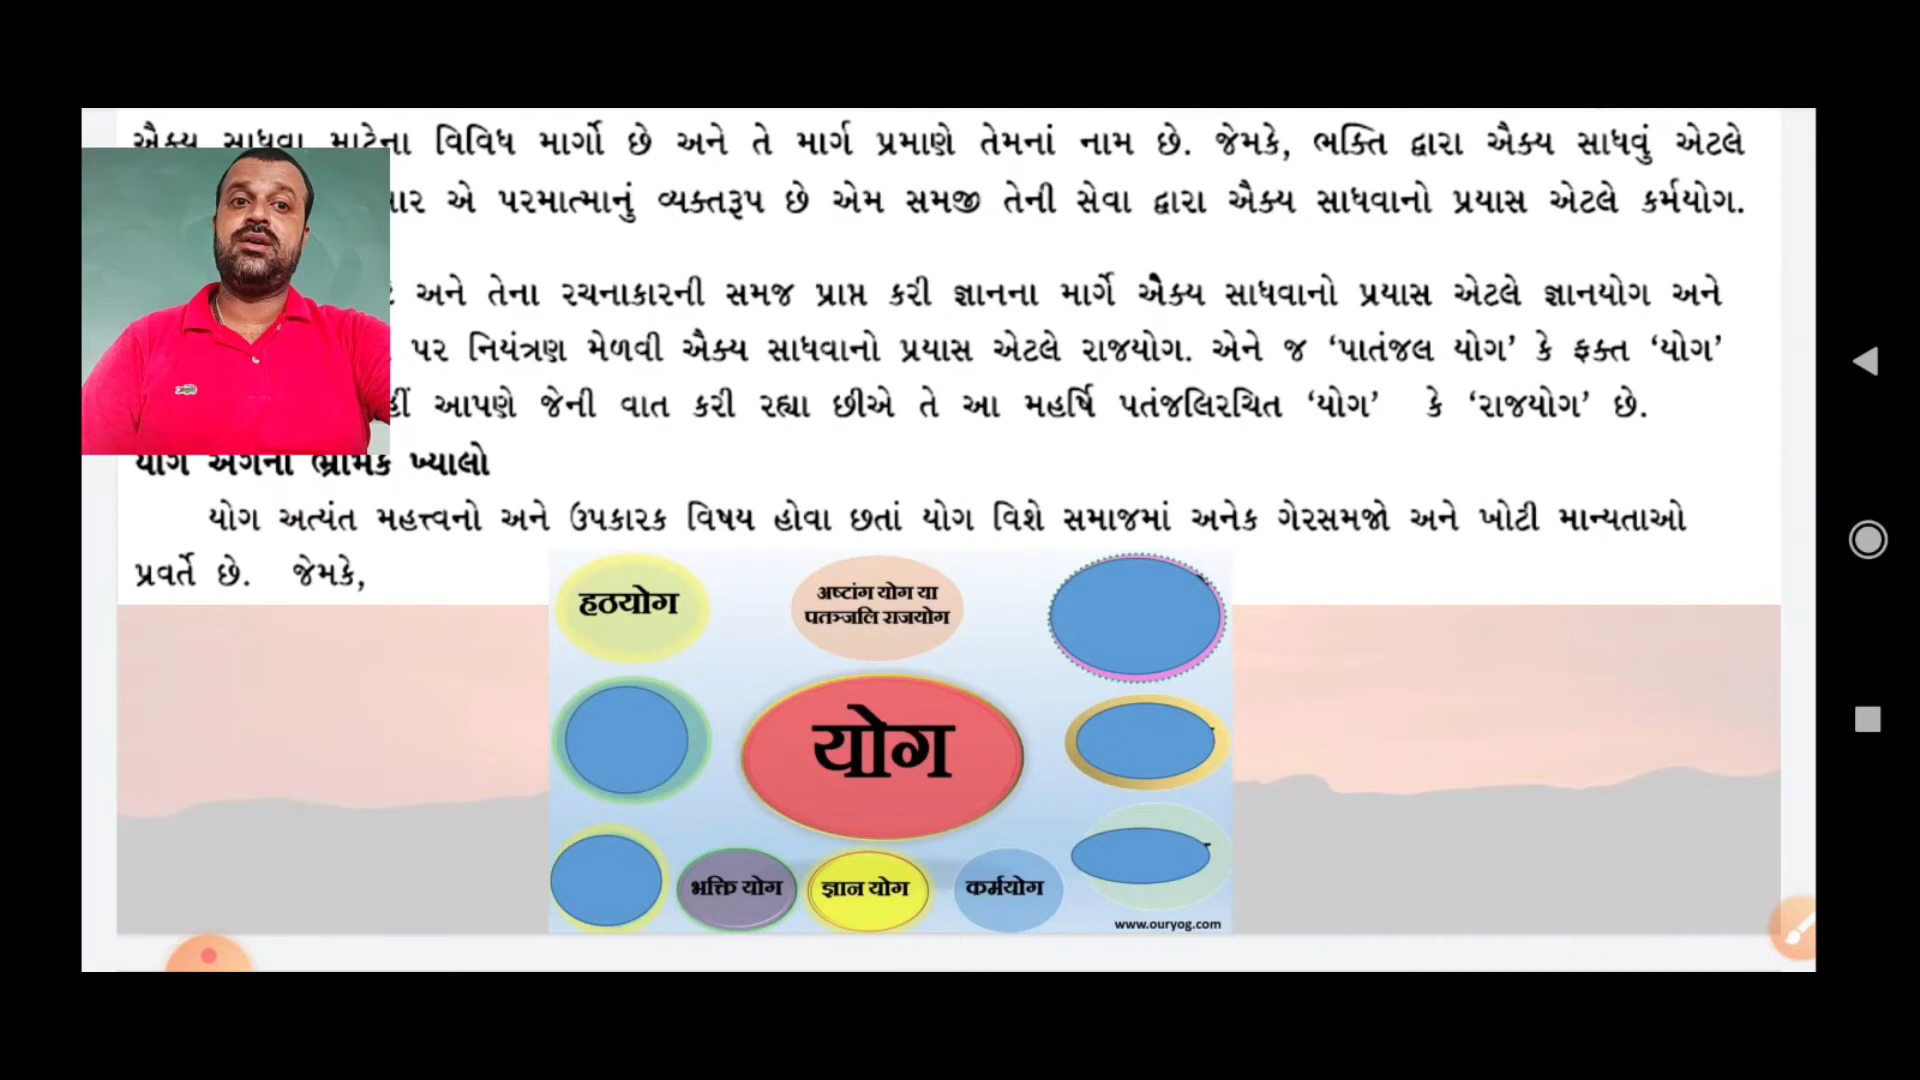 ઐક્ય સાધવા માટેના વિવિધ માર્ગો છે અને તે માર્ગ પ્રમાણે તેમનાં નામ છે. જેમકે, ભક્તિ દ્વારા ઐક્ય સાધવું એટલે
એ પરમાત્માનું વ્યક્તરૂપ છે એમ સમજી તેની સેવા દ્વારા ઐક્ય સાધવાનો પ્રયાસ એટલે કર્મયોગ.
અને તેના રચનાકારની સમજ પ્રાપ્ત કરી જ્ઞાનના માર્ગે ઐક્ય સાધવાનો પ્રયાસ એટલે જ્ઞાનયોગ અને
પર નિયંત્રણ મેળવી ઐક્ય સાધવાનો પ્રયાસ એટલે રાજયોગ. એને જ ‘પાતંજલ યોગ’ કે ફક્ત ‘યોગ’
આપણે જેની વાત કરી રહ્યા છીએ તે આ મહર્ષિ પતંજલિરચિત ‘યોગ’ કે ‘રાજયોગ’ છે.
યોગ અંગેના ભ્રામક ખ્યાલો
યોગ અત્યંત મહત્ત્વનો અને ઉપકારક વિષય હોવા છતાં યોગ વિશે સમાજમાં અનેક ગેરસમજો અને ખોટી માન્યતાઓ
પ્રવર્તે છે. જેમકે,
हठयोग
अष्टांग योग या
पतञ्जलि राजयोग
योग
भक्ति योग
ज्ञान योग
कर्मयोग
www.ouryog.com